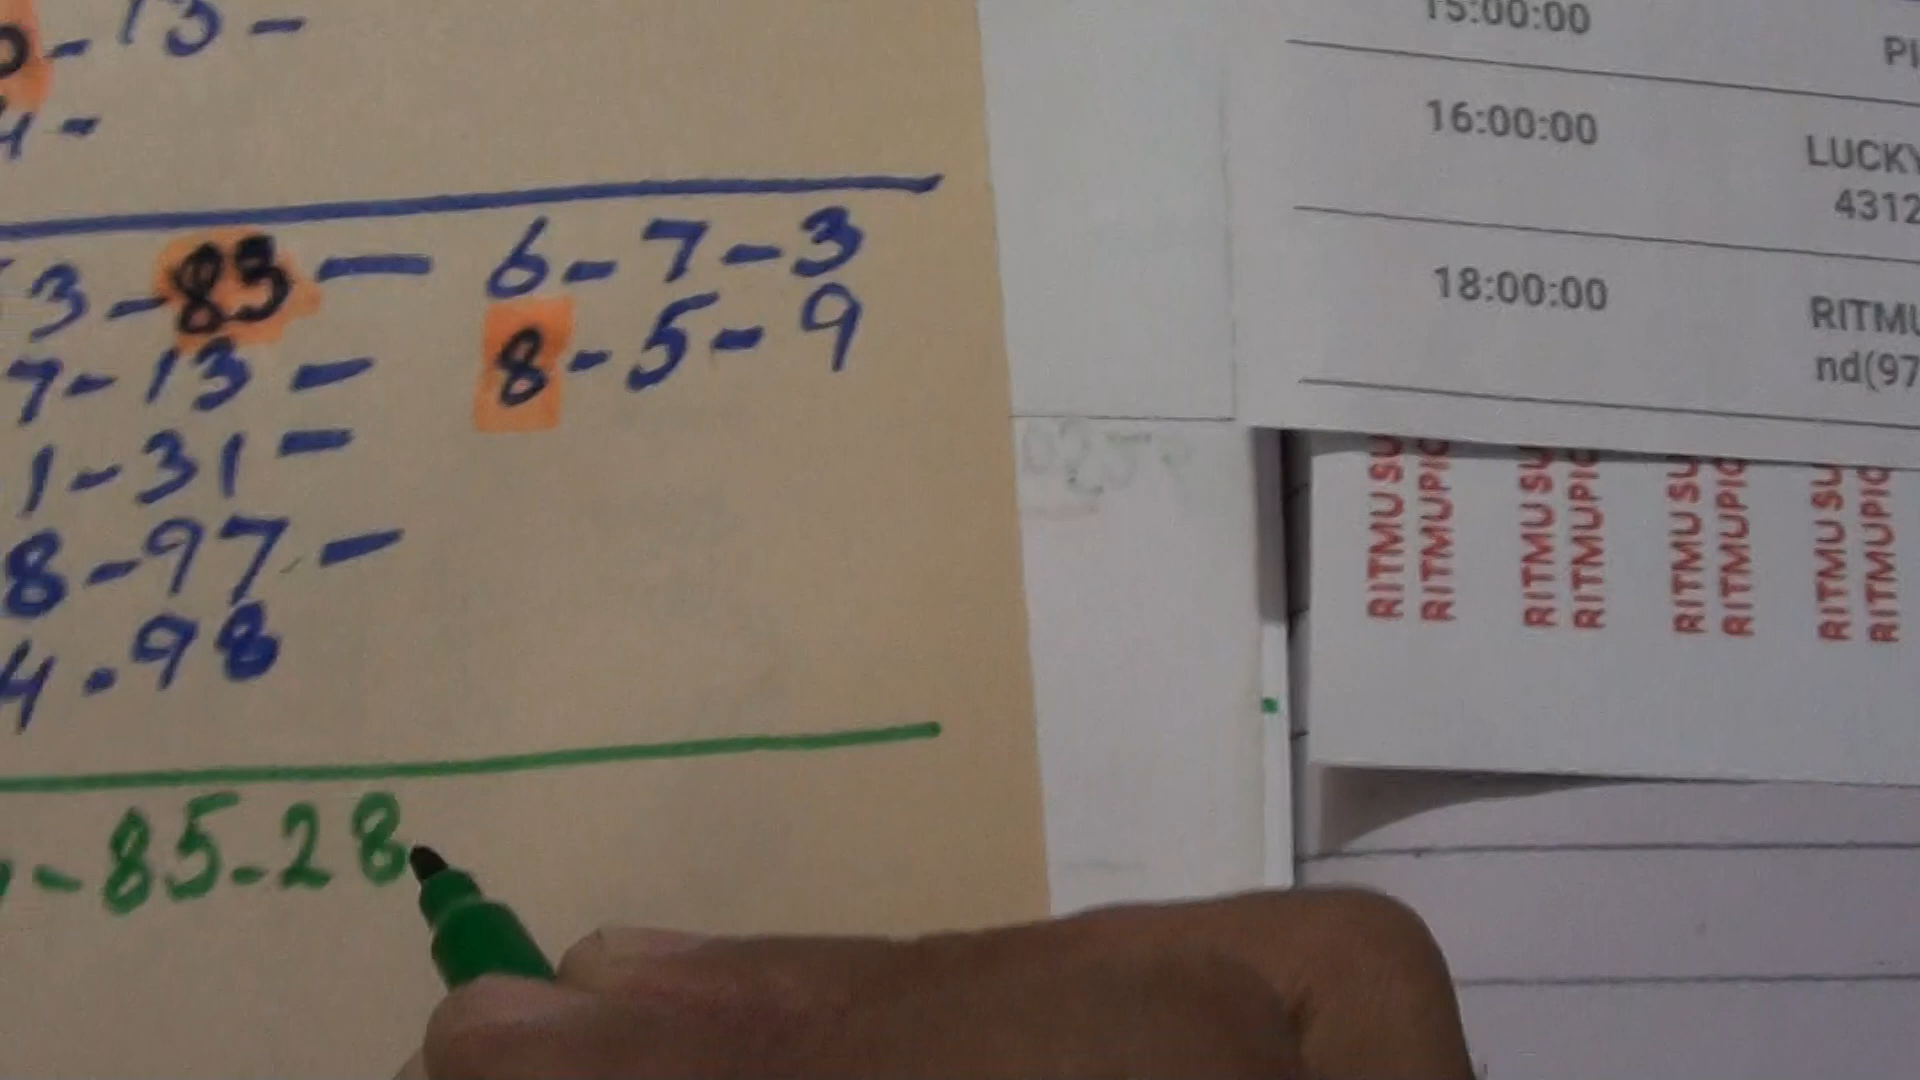 - 13 -
4 -
3 - 83 — 6 - 7 - 3
7 - 13 - 8 - 5 - 9
1 - 31 -
8 - 97 -
4 - 98
- 85 - 28
15:00:00
16:00:00 LUCKY
4312
18:00:00 RITMU
nd(97
RITMU SU
RITMUPIC
RITMU SU
RITMUPIC
RITMU SU
RITMUPIC
RITMU SU
RITMUPIC